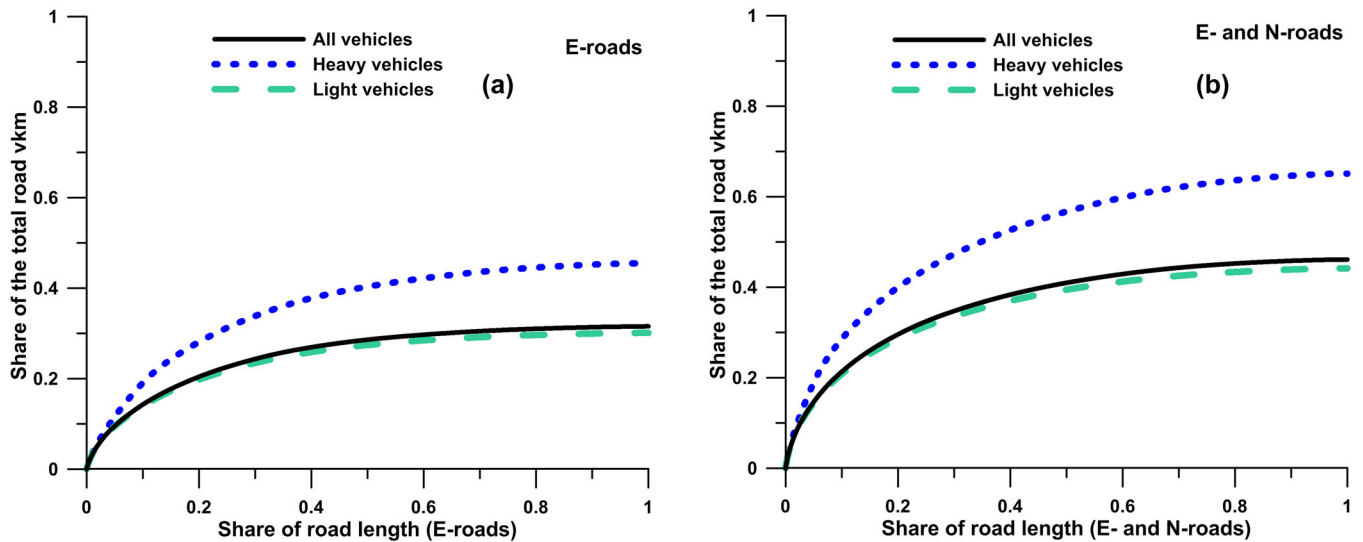 1
0.8
0.6
0.4
0.2
0
0 0.2 0.4 0.6 0.8 1
Share of the total road vkm
Share of road length (E-roads)
All vehicles
Heavy vehicles
Light vehicles
E-roads
(a)
1
0.8
0.6
0.4
0.2
0
0 0.2 0.4 0.6 0.8 1
Share of the total road vkm
Share of road length (E- and N-roads)
All vehicles
Heavy vehicles
Light vehicles
E- and N-roads
(b)